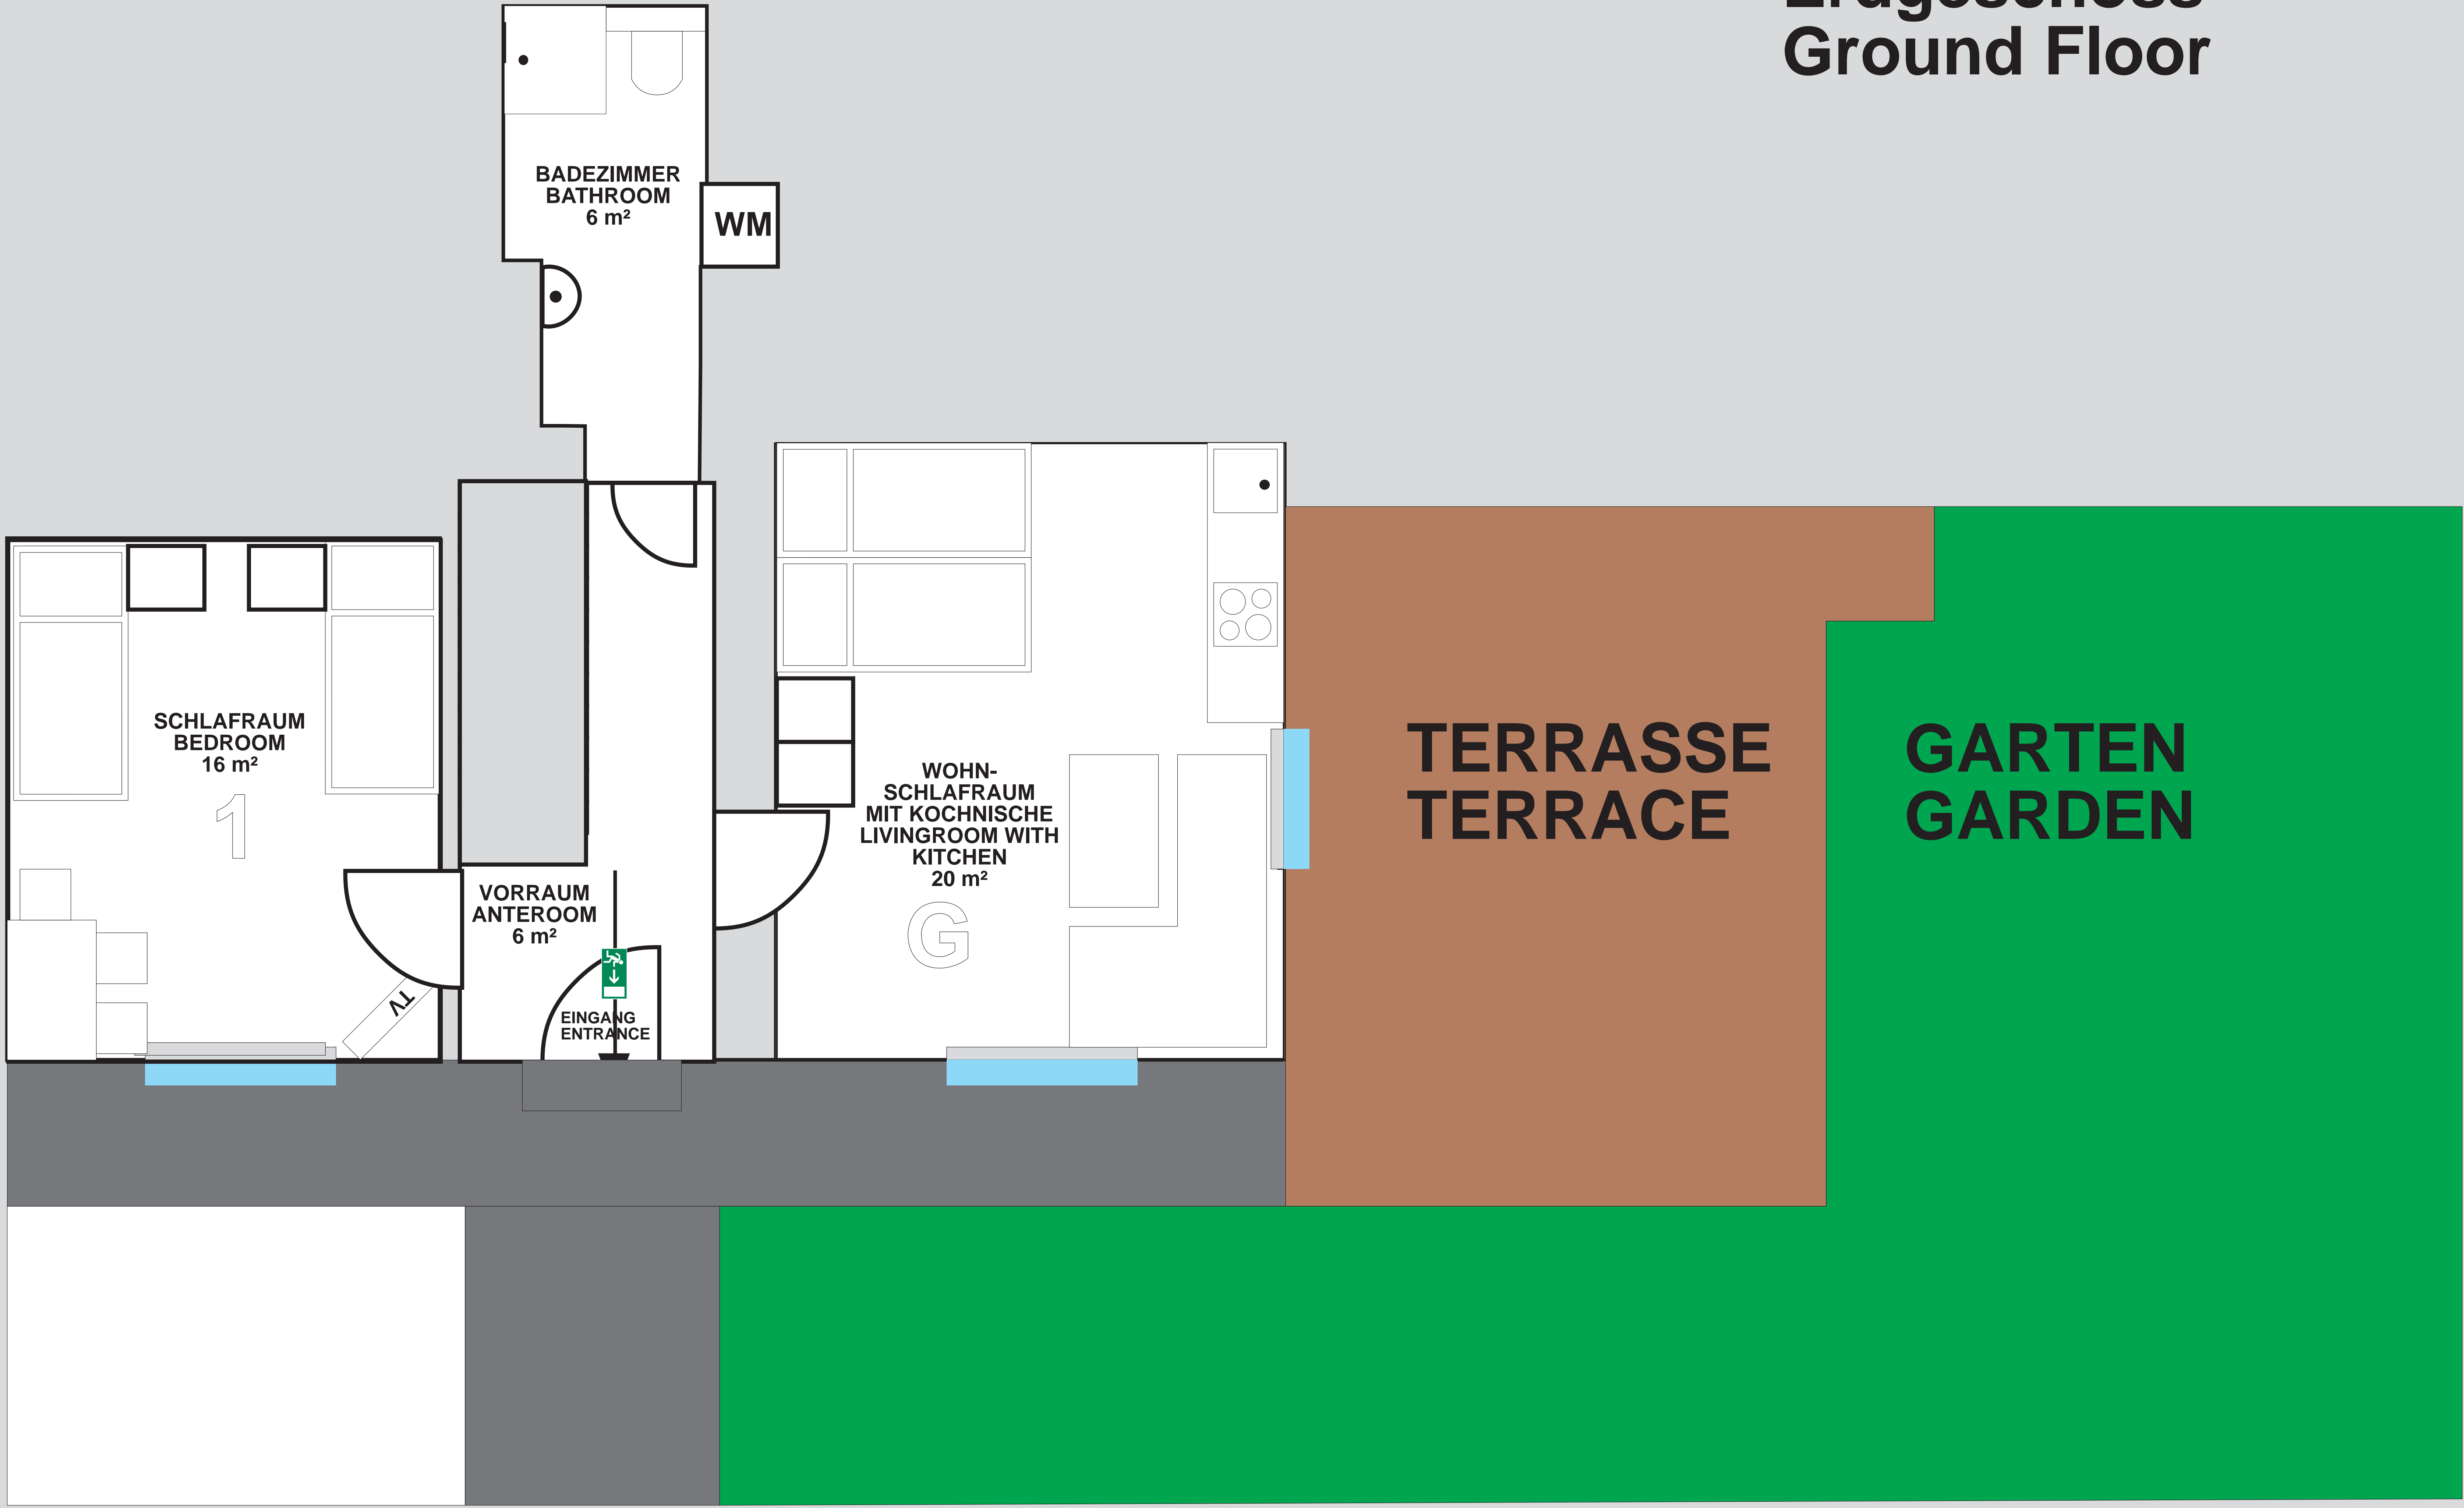 Erdgeschoss
Ground Floor
BADEZIMMER
BATHROOM
6 m²
WM
SCHLAFRAUM
BEDROOM
16 m²
1
VORRAUM
ANTEROOM
6 m²
EINGANG
ENTRANCE
TV
WOHN-
SCHLAFRAUM
MIT KOCHNISCHE
LIVINGROOM WITH
KITCHEN
20 m²
G
TERRASSE
TERRACE
GARTEN
GARDEN